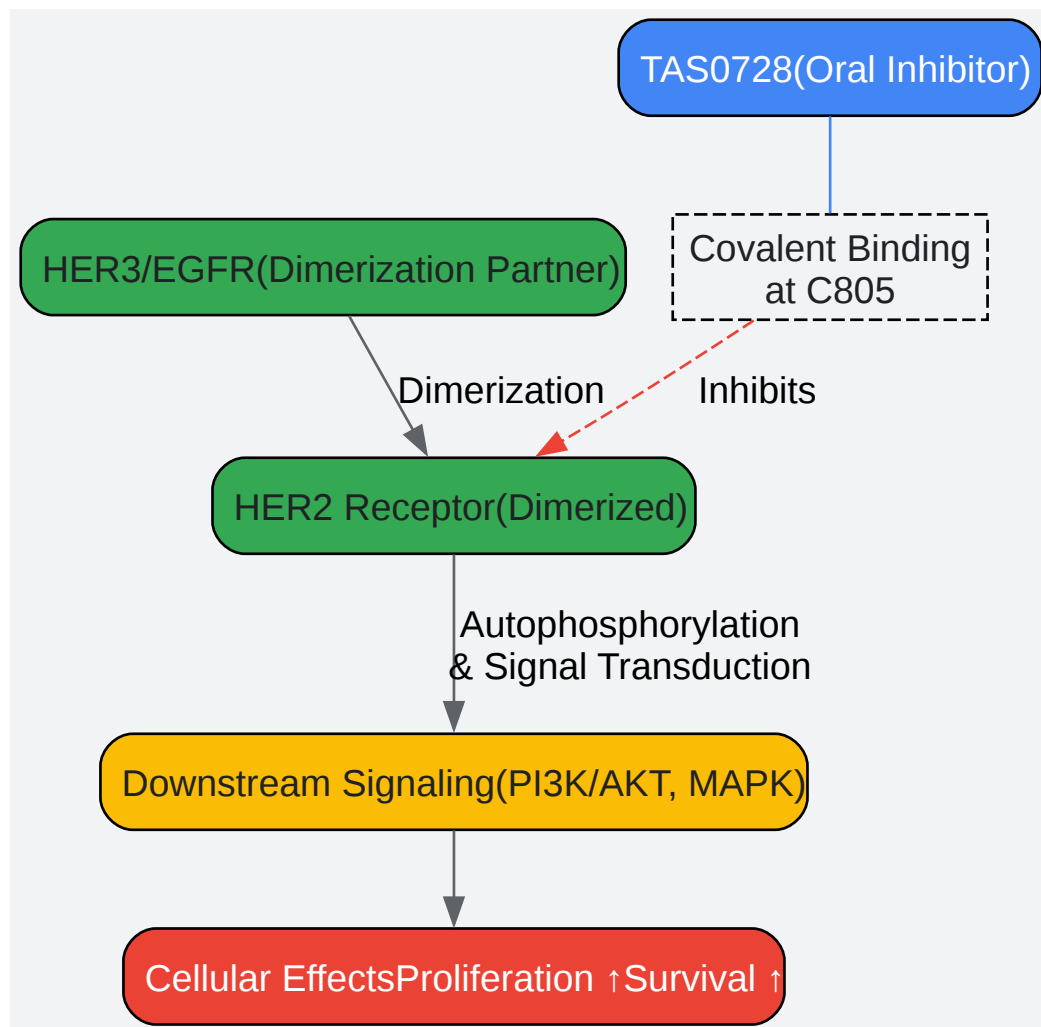 TAS0728(Oral Inhibitor)
HER3/EGFR(Dimerization Partner)
Covalent Binding
at C805
Dimerization
Inhibits
HER2 Receptor(Dimerized)
Autophosphorylation
& Signal Transduction
Downstream Signaling(PI3K/AKT, MAPK)
Cellular EffectsProliferation ↑Survival ↑